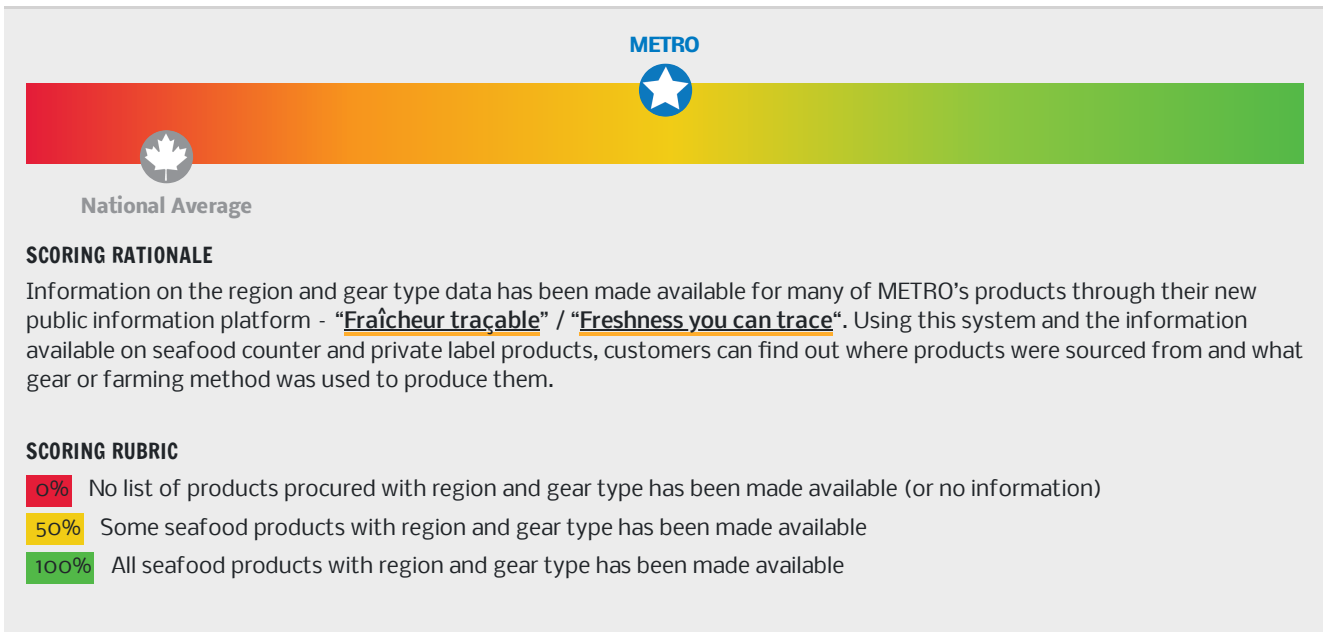 METRO
National Average
SCORING RATIONALE
Information on the region and gear type data has been made available for many of METRO's products through their new
public information platform - “Fraîcheur traçable” / “Freshness you can trace“. Using this system and the information
available on seafood counter and private label products, customers can find out where products were sourced from and what
gear or farming method was used to produce them.
SCORING RUBRIC
0% No list of products procured with region and gear type has been made available (or no information)
50% Some seafood products with region and gear type has been made available
100% All seafood products with region and gear type has been made available